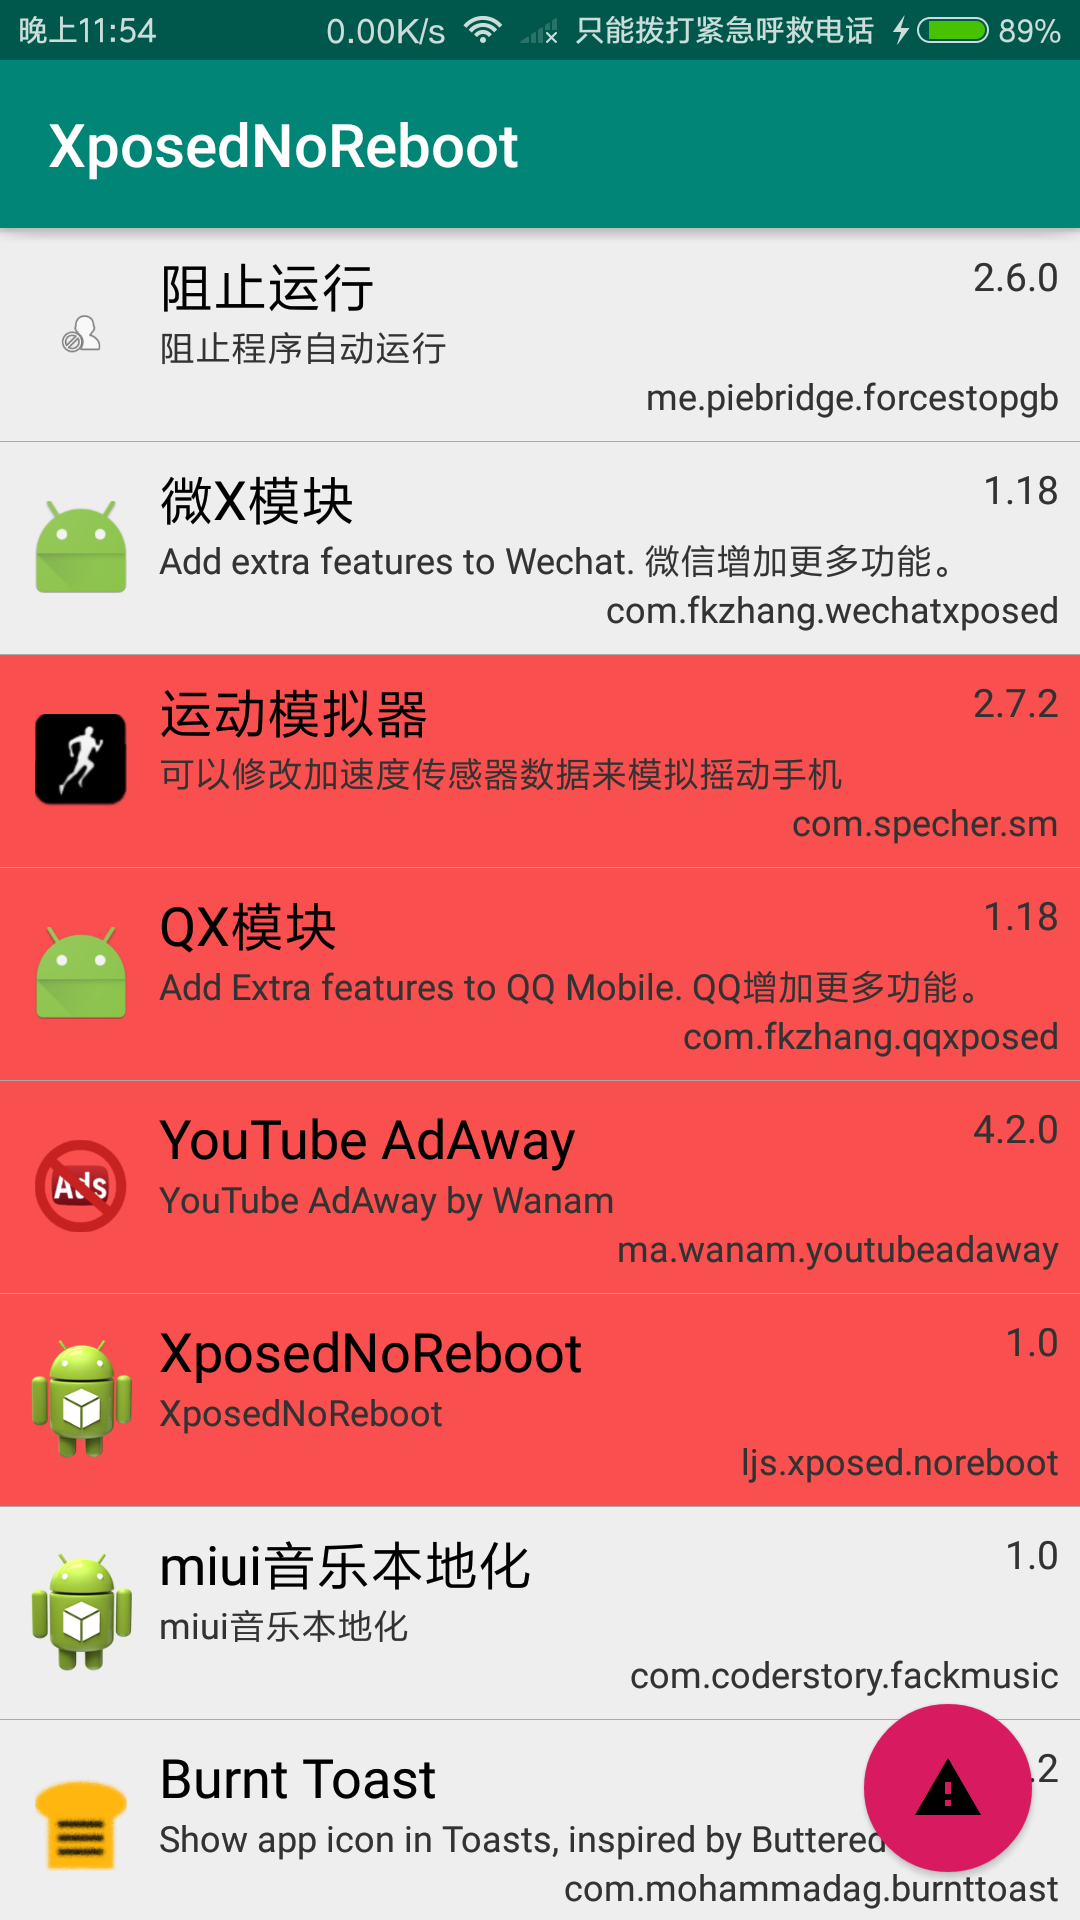 晚上11:54 0.00K/s 只能拨打紧急呼救电话 89%
XposedNoReboot
阻止运行 2.6.0
阻止程序自动运行
me.piebridge.forcestopgb
微X模块 1.18
Add extra features to Wechat. 微信增加更多功能。
com.fkzhang.wechatxposed
运动模拟器 2.7.2
可以修改加速度传感器数据来模拟摇动手机
com.specher.sm
QX模块 1.18
Add Extra features to QQ Mobile. QQ增加更多功能。
com.fkzhang.qqxposed
YouTube AdAway 4.2.0
Ads
YouTube AdAway by Wanam
ma.wanam.youtubeadaway
XposedNoReboot 1.0
XposedNoReboot
ljs.xposed.noreboot
miui音乐本地化 1.0
miui音乐本地化
com.coderstory.fackmusic
Burnt Toast .2
Show app icon in Toasts, inspired by Buttered
com.mohammadag.burnttoast